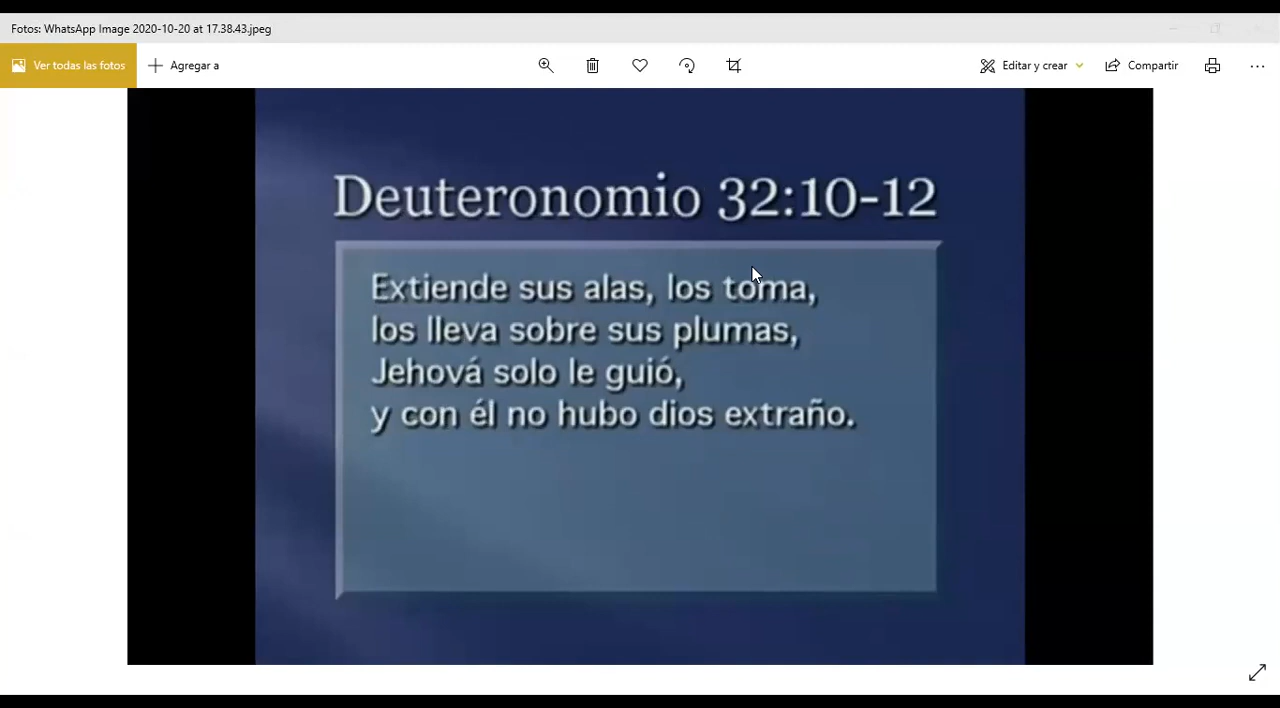 Fotos: WhatsApp Image 2020-10-20 at 17.38.43.jpeg
Ver todas las fotos
Agregar a
Editar y crear
Compartir
Deuteronomio 32:10-12
Extiende sus alas, los toma,
los lleva sobre sus plumas,
Jehová solo le guió,
y con él no hubo dios extraño.